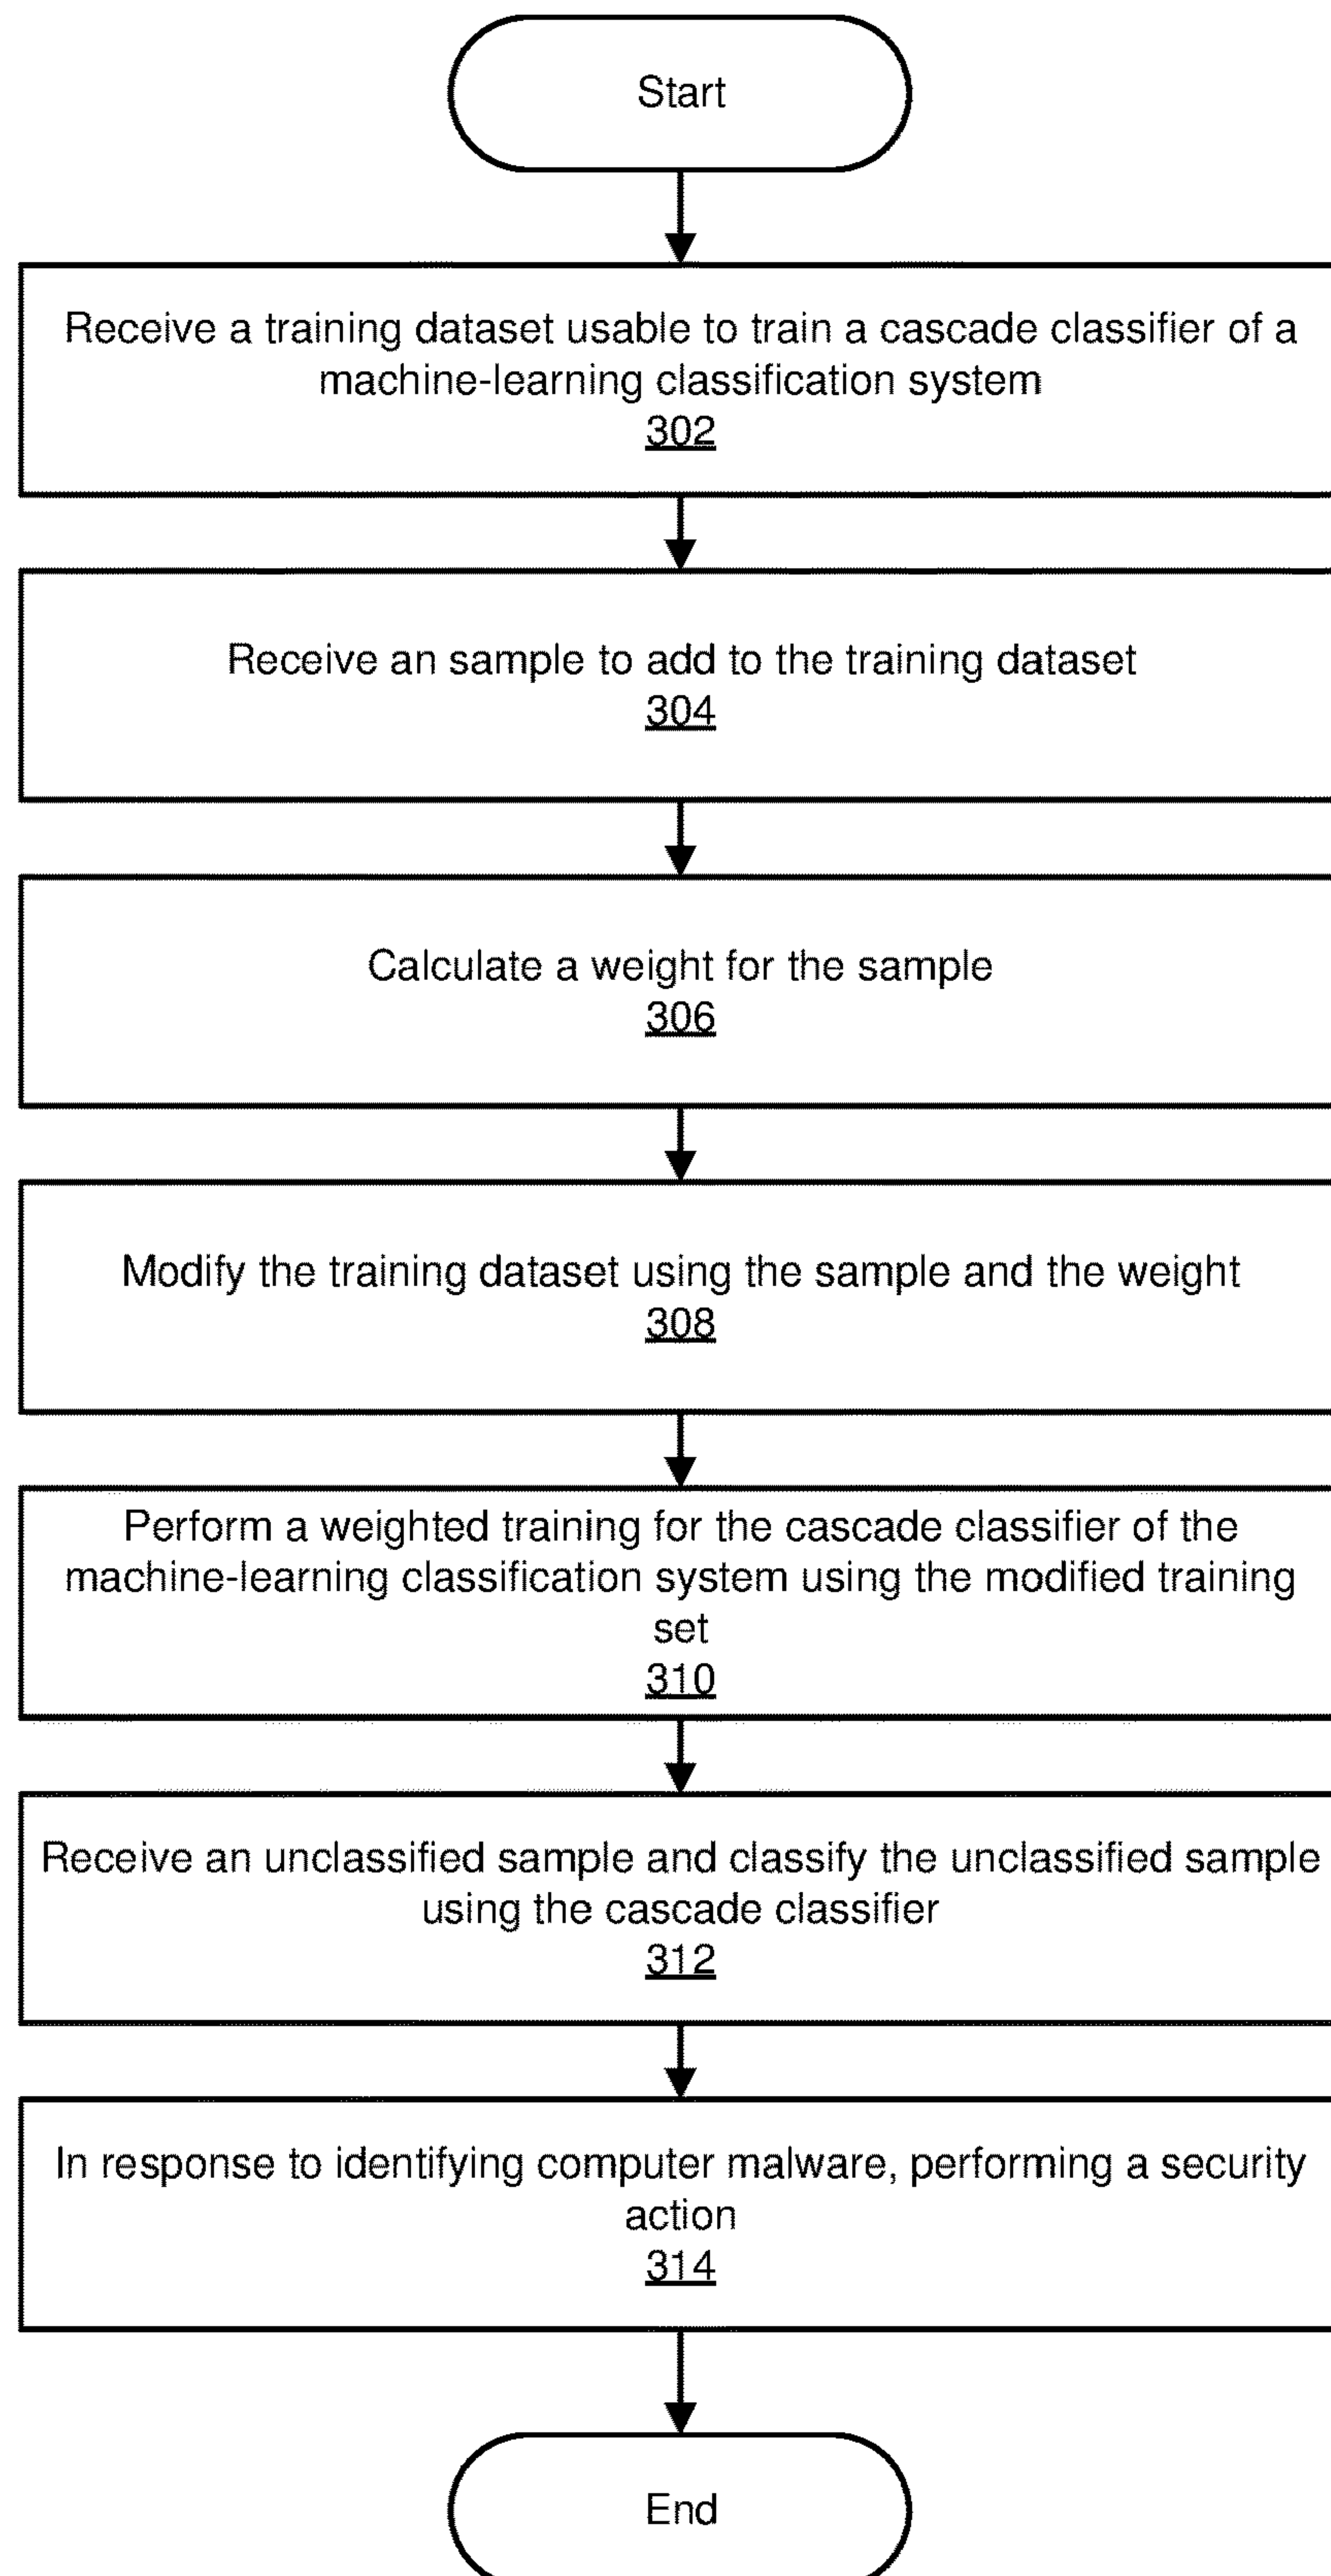 Start
Receive a training dataset usable to train a cascade classifier of a
machine-learning classification system
302
Receive an sample to add to the training dataset
304
Calculate a weight for the sample
306
Modify the training dataset using the sample and the weight
308
Perform a weighted training for the cascade classifier of the
machine-learning classification system using the modified training
set
310
Receive an unclassified sample and classify the unclassified sample
using the cascade classifier
312
In response to identifying computer malware, performing a security
action
314
End